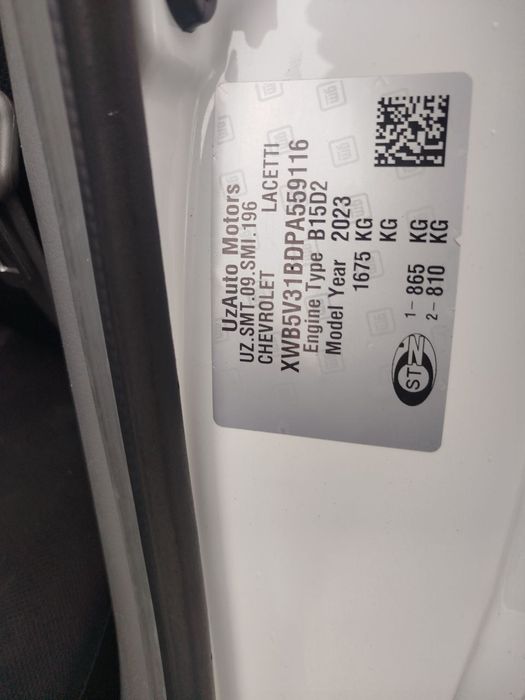 UzAuto Motors
UZ.SMT.09.SMI.196
CHEVROLET LACETTI
XWB5V31BDPA559116
Engine Type B15D2
Model Year 2023
1675 KG
KG
1- 865 KG
2- 810 KG
STZ